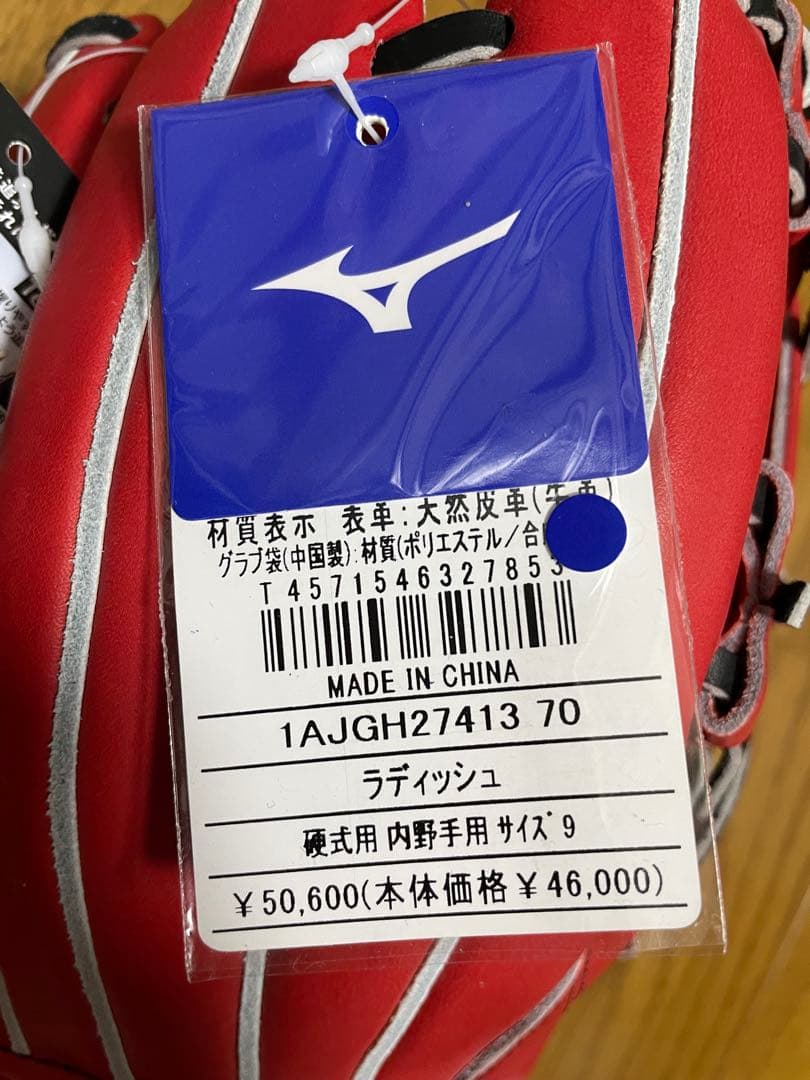 材質表示 表革:天然皮革(牛革)
グラブ袋(中国製):材質(ポリエステル/合
T 4571546327853
MADE IN CHINA
1AJGH27413 70
ラディッシュ
硬式用 内野手用 サイズ 9
¥50,600(本体価格¥46,000)